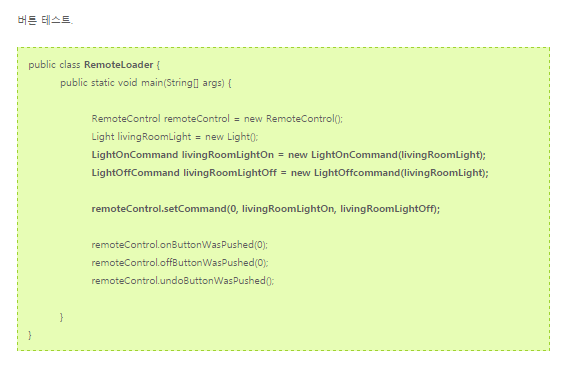 버튼 테스트.
public class RemoteLoader {
public static void main(String[] args) {
RemoteControl remoteControl = new RemoteControl();
Light livingRoomLight = new Light();
LightOnCommand livingRoomLightOn = new LightOnCommand(livingRoomLight);
LightOffCommand livingRoomLightOff = new LightOffcommand(livingRoomLight);
remoteControl.setCommand(0, livingRoomLightOn, livingRoomLightOff);
remoteControl.onButtonWasPushed(0);
remoteControl.offButtonWasPushed(0);
remoteControl.undoButtonWasPushed();
}
}